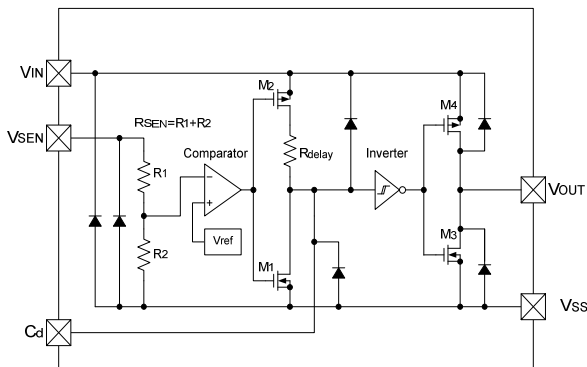 VIN
M2
M4
RSEN=R1+R2
VSEN
Comparator
Rdelay
Inverter
R1
VOUT
Vref
R2
M1
M3
VSS
Cd